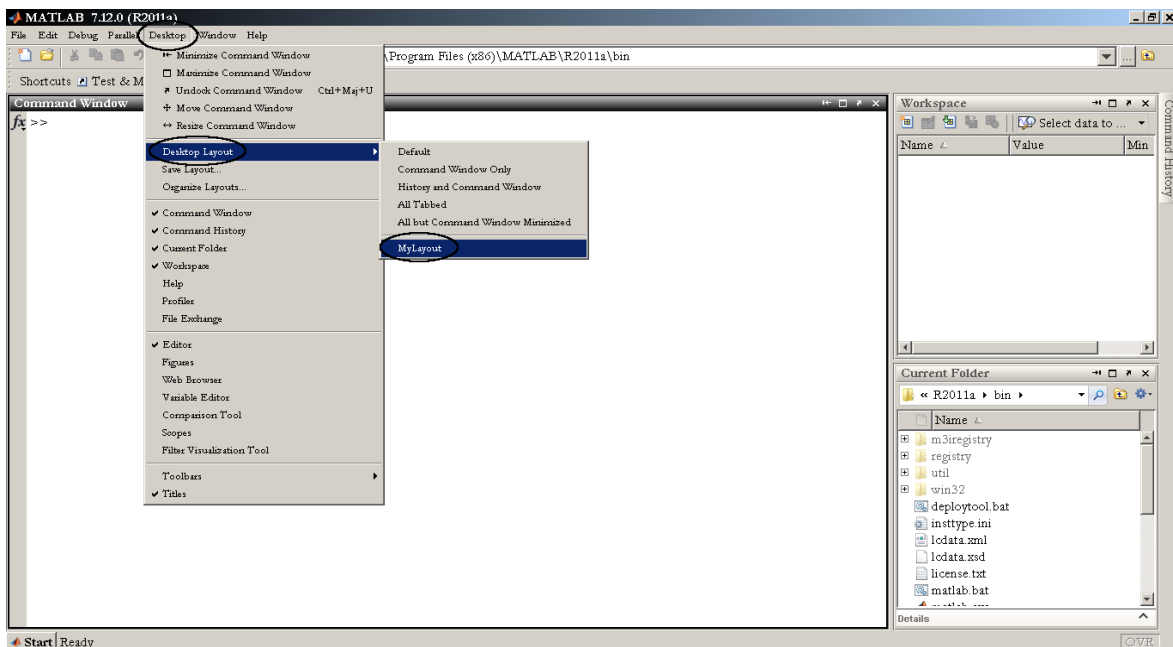 MATLAB 7.12.0 (R2011a)
File Edit Debug Parallel Desktop Window Help
\Program Files (x86)\MATLAB\R2011a\bin
Shortcuts Test & M
Minimize Command Window
Maximize Command Window
Undock Command Window Ctrl+Maj+U
Move Command Window
Resize Command Window
Desktop Layout
Save Layout...
Organize Layouts...
Command Window
Command History
Current Folder
Workspace
Help
Profiler
File Exchange
Editor
Figures
Web Browser
Variable Editor
Comparison Tool
Scopes
Filter Visualization Tool
Toolbars
Titles
Default
Command Window Only
History and Command Window
All Tabbed
All but Command Window Minimized
MyLayout
Command Window
fx >>
Workspace
Select data to ...
Name Value Min
Command History
Current Folder
« R2011a bin
Name
m3iregistry
registry
util
win32
deploytool.bat
insttype.ini
lcdata.xml
lcdata.xsd
license.txt
matlab.bat
Details
Start Ready
OVR